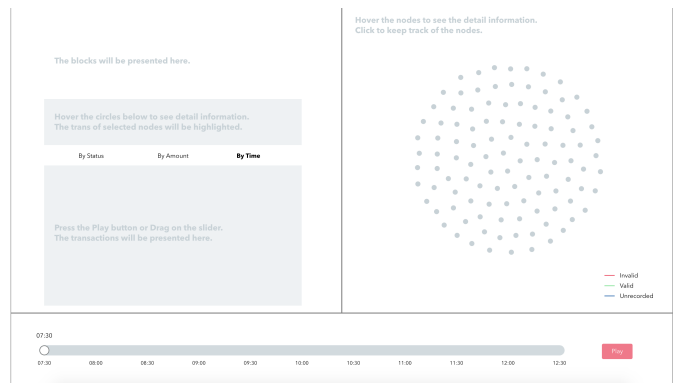 Hover the nodes to see the detail information.
Click to keep track of the nodes.
The blocks will be presented here.
Hover the circles below to see detail information.
The trans of selected nodes will be highlighted.
By Status By Amount By Time
Press the Play button or Drag on the slider.
The transactions will be presented here.
Invalid
Valid
Unrecorded
07:30
Play
07:30 08:00 08:30 09:00 09:30 10:00 10:30 11:00 11:30 12:00 12:30